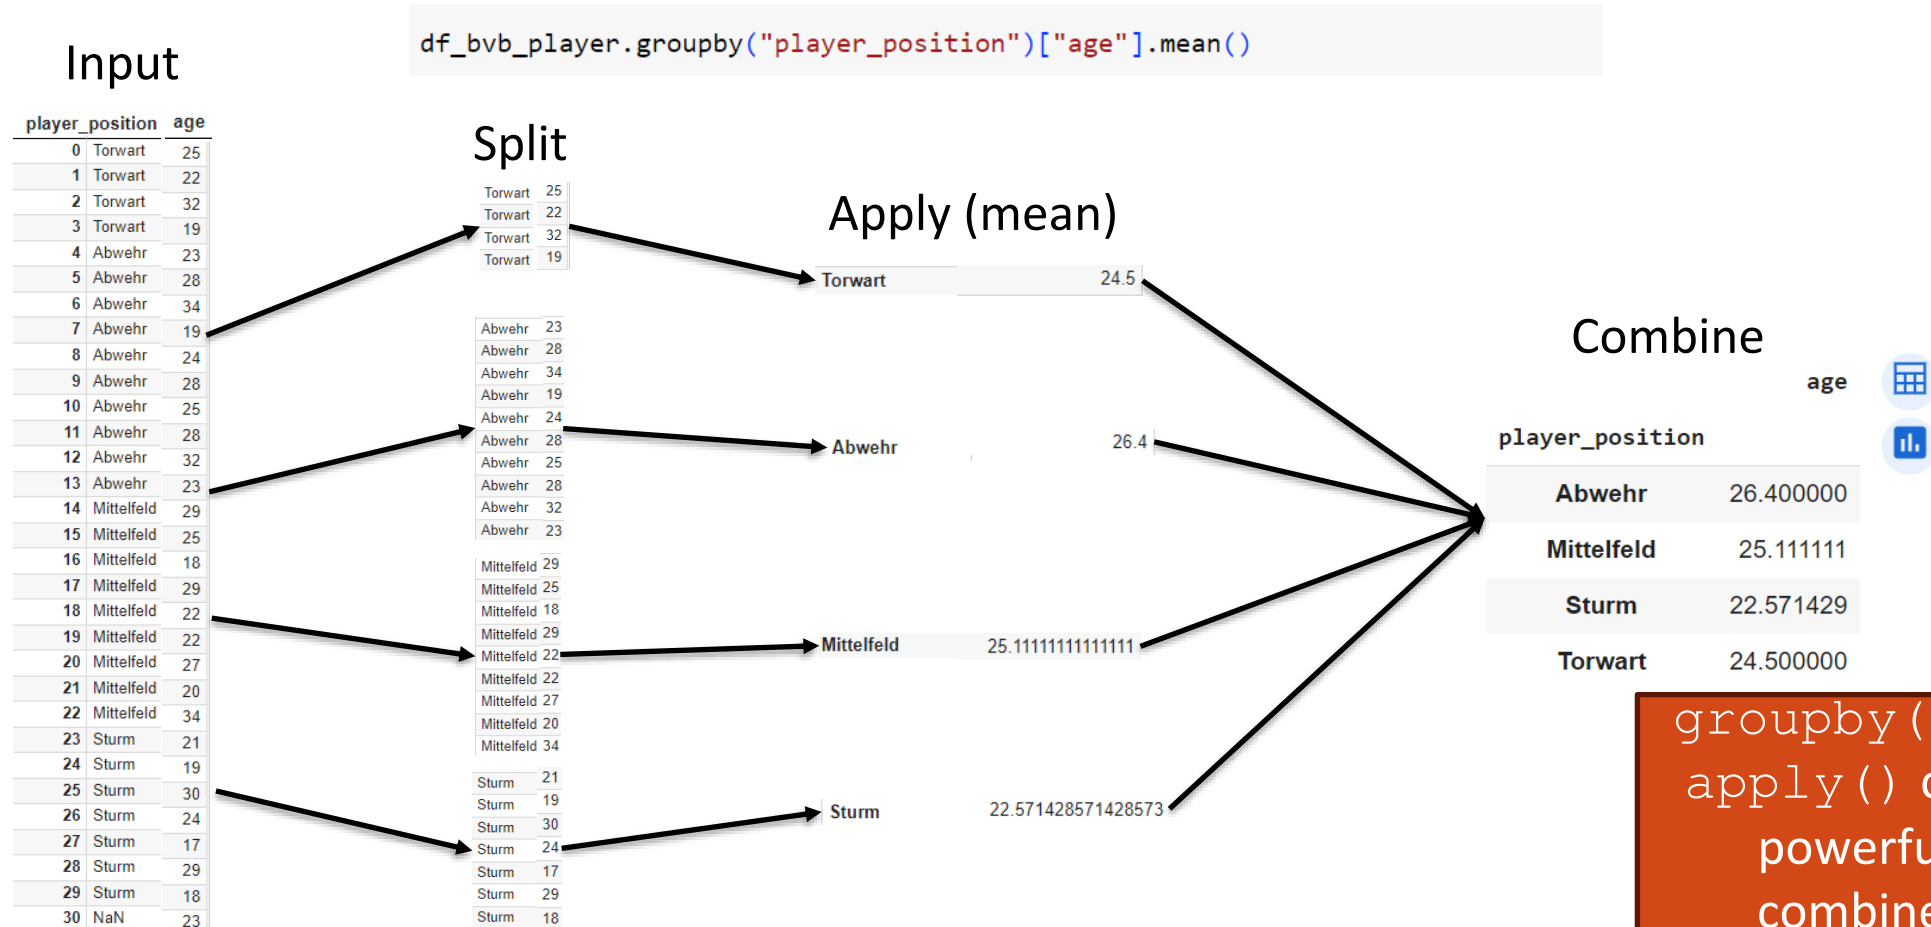 df_bvb_player.groupby("player_position")["age"].mean()
Input
player_position age
0 Torwart 25
1 Torwart 22
2 Torwart 32
3 Torwart 19
4 Abwehr 23
5 Abwehr 28
6 Abwehr 34
7 Abwehr 19
8 Abwehr 24
9 Abwehr 28
10 Abwehr 25
11 Abwehr 28
12 Abwehr 32
13 Abwehr 23
14 Mittelfeld 29
15 Mittelfeld 25
16 Mittelfeld 18
17 Mittelfeld 29
18 Mittelfeld 22
19 Mittelfeld 22
20 Mittelfeld 27
21 Mittelfeld 20
22 Mittelfeld 34
23 Sturm 21
24 Sturm 19
25 Sturm 30
26 Sturm 24
27 Sturm 17
28 Sturm 29
29 Sturm 18
30 NaN 23
Split
Torwart 25
Torwart 22
Torwart 32
Torwart 19
Abwehr 23
Abwehr 28
Abwehr 34
Abwehr 19
Abwehr 24
Abwehr 28
Abwehr 25
Abwehr 28
Abwehr 32
Abwehr 23
Mittelfeld 29
Mittelfeld 25
Mittelfeld 18
Mittelfeld 29
Mittelfeld 22
Mittelfeld 22
Mittelfeld 27
Mittelfeld 20
Mittelfeld 34
Sturm 21
Sturm 19
Sturm 30
Sturm 24
Sturm 17
Sturm 29
Sturm 18
Apply (mean)
Torwart 24.5
Abwehr 26.4
Mittelfeld 25.11111111111111
Sturm 22.571428571428573
Combine
age
player_position
Abwehr 26.400000
Mittelfeld 25.111111
Sturm 22.571429
Torwart 24.500000
groupby(
apply()
powerfu
combine